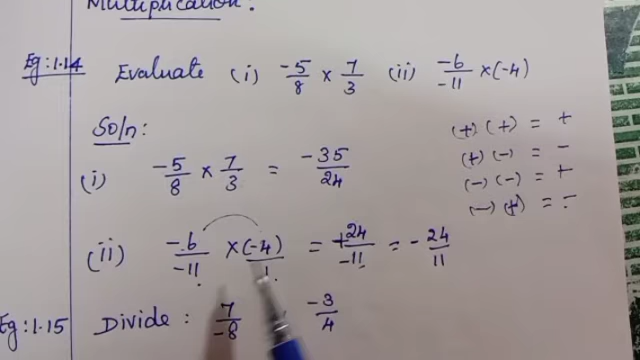 Multiplication:
Eg:1.14 Evaluate (i) -5/8 × 7/3 (ii) -6/-11 × (-4)
Soln:
(i) -5/8 × 7/3 = -35/24
(+) (+) = +
(+) (-) = -
(-) (-) = +
(-) (+) = -
(ii) -6/-11 × (-4)/1 = +24/-11 = -24/11
Eg:1.15 Divide: 7/-8 -3/4